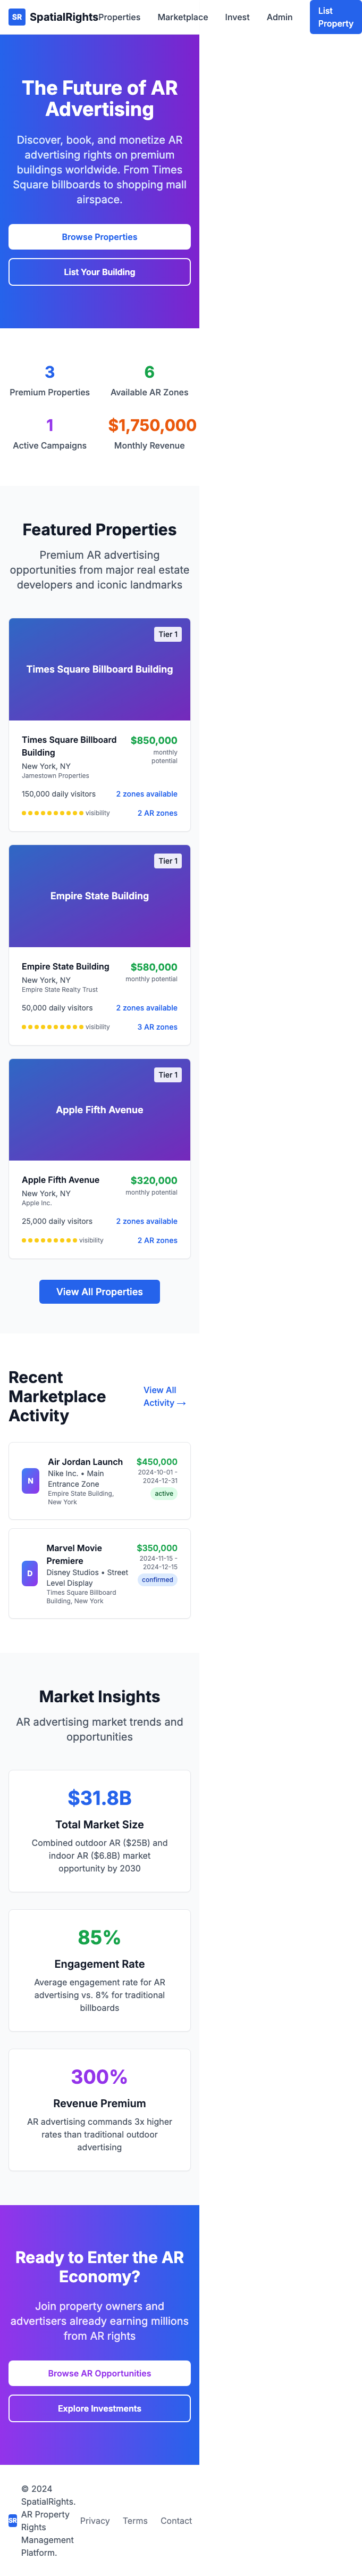 SR SpatialRights Properties Marketplace Invest Admin List
Property
The Future of AR
Advertising
Discover, book, and monetize AR
advertising rights on premium
buildings worldwide. From Times
Square billboards to shopping mall
airspace.
Browse Properties
List Your Building
3 6
Premium Properties Available AR Zones
1 $1,750,000
Active Campaigns Monthly Revenue
Featured Properties
Premium AR advertising
opportunities from major real estate
developers and iconic landmarks
Tier 1
Times Square Billboard Building
Times Square Billboard $850,000
Building monthly
New York, NY potential
Jamestown Properties
150,000 daily visitors 2 zones available
visibility 2 AR zones
Tier 1
Empire State Building
Empire State Building $580,000
New York, NY monthly potential
Empire State Realty Trust
50,000 daily visitors 2 zones available
visibility 3 AR zones
Tier 1
Apple Fifth Avenue
Apple Fifth Avenue $320,000
New York, NY monthly potential
Apple Inc.
25,000 daily visitors 2 zones available
visibility 2 AR zones
View All Properties
Recent
Marketplace
Activity
View All
Activity →
N
Air Jordan Launch
Nike Inc. • Main
Entrance Zone
Empire State Building,
New York
$450,000
2024-10-01 -
2024-12-31
active
D
Marvel Movie
Premiere
Disney Studios • Street
Level Display
Times Square Billboard
Building, New York
$350,000
2024-11-15 -
2024-12-15
confirmed
Market Insights
AR advertising market trends and
opportunities
$31.8B
Total Market Size
Combined outdoor AR ($25B) and
indoor AR ($6.8B) market
opportunity by 2030
85%
Engagement Rate
Average engagement rate for AR
advertising vs. 8% for traditional
billboards
300%
Revenue Premium
AR advertising commands 3x higher
rates than traditional outdoor
advertising
Ready to Enter the AR
Economy?
Join property owners and
advertisers already earning millions
from AR rights
Browse AR Opportunities
Explore Investments
SR
© 2024
SpatialRights.
AR Property
Rights
Management
Platform.
Privacy Terms Contact